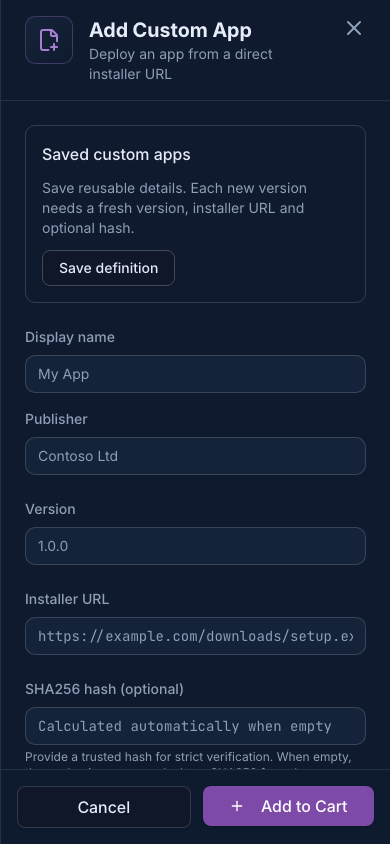 Add Custom App
Deploy an app from a direct
installer URL
Saved custom apps
Save reusable details. Each new version
needs a fresh version, installer URL and
optional hash.
Save definition
Display name
My App
Publisher
Contoso Ltd
Version
1.0.0
Installer URL
https://example.com/downloads/setup.ex
SHA256 hash (optional)
Calculated automatically when empty
Provide a trusted hash for strict verification. When empty,
Cancel
+ Add to Cart